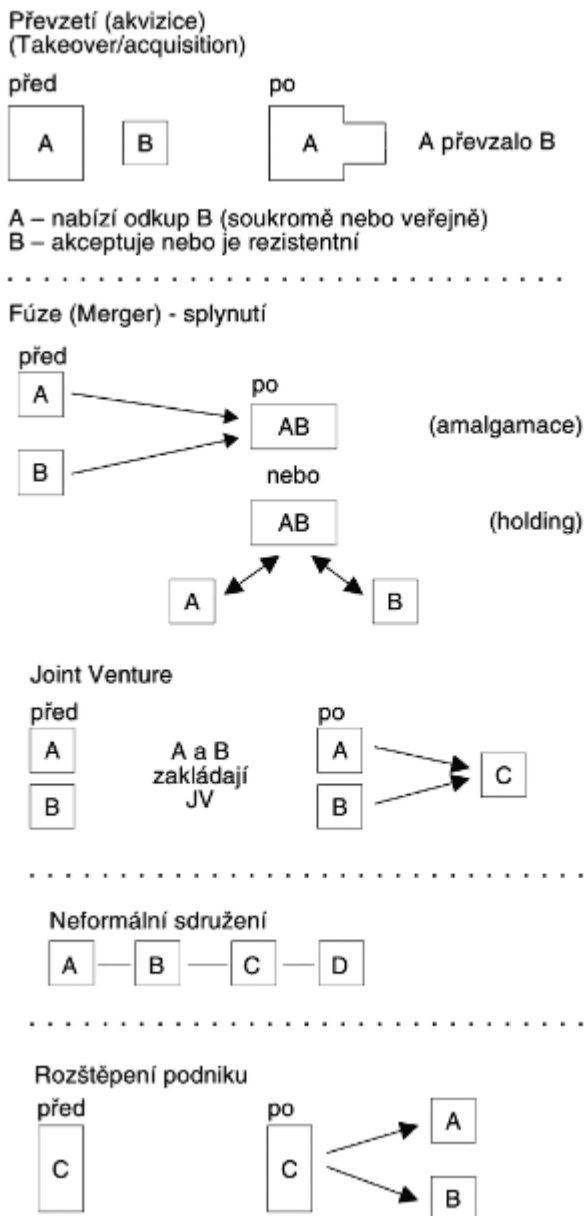 Převzetí (akvizice)
(Takeover/acquisition)
před po
A B A A převzalo B
A – nabízí odkup B (soukromě nebo veřejně)
B – akceptuje nebo je rezistentní
Fúze (Merger) - splynutí
před
A po
AB (amalgamace)
B nebo
AB (holding)
A B
Joint Venture
před po
A A a B A
zakládají C
B JV B
Neformální sdružení
A B C D
Rozštěpení podniku
před po A
C C
B